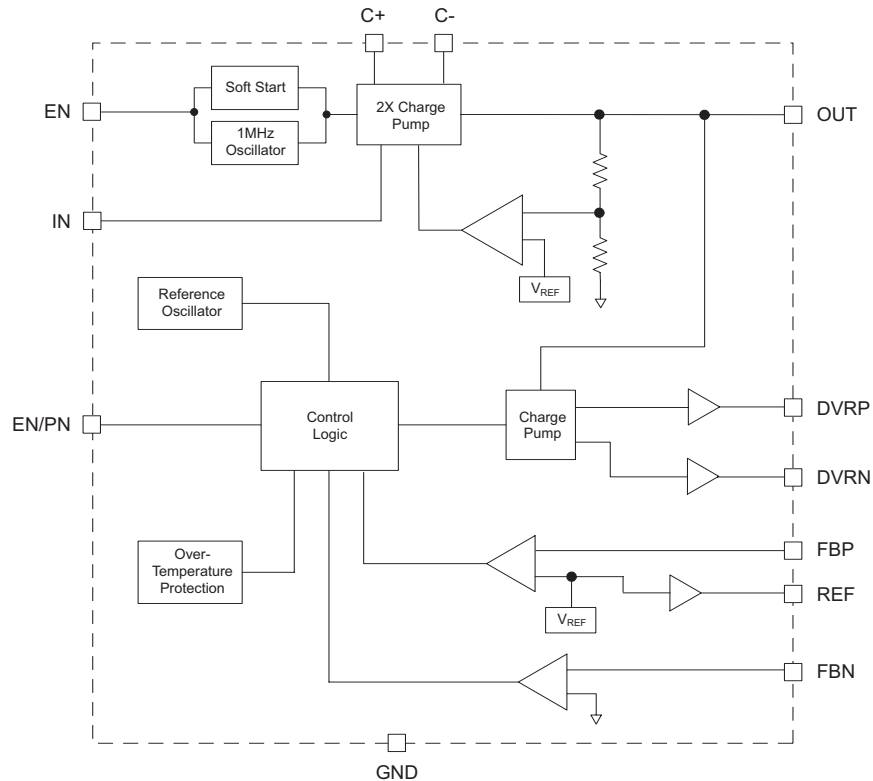 C+ C-
Soft Start
EN
2X Charge
Pump
OUT
1MHz
Oscillator
IN
VREF
Reference
Oscillator
EN/PN
Control
Logic
Charge
Pump
DVRP
DVRN
Over-
Temperature
Protection
FBP
REF
VREF
FBN
GND